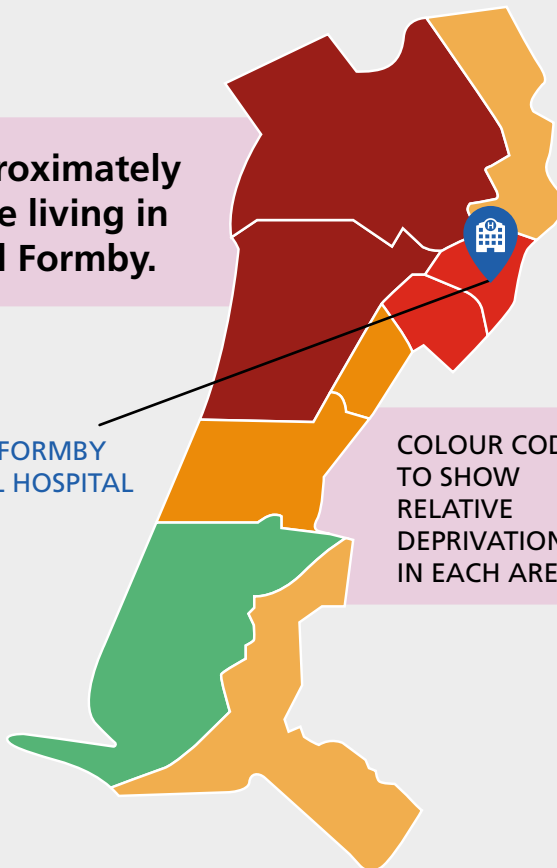 roximately
e living in
l Formby.
FORMBY
L HOSPITAL
COLOUR COD
TO SHOW
RELATIVE
DEPRIVATION
IN EACH ARE
H